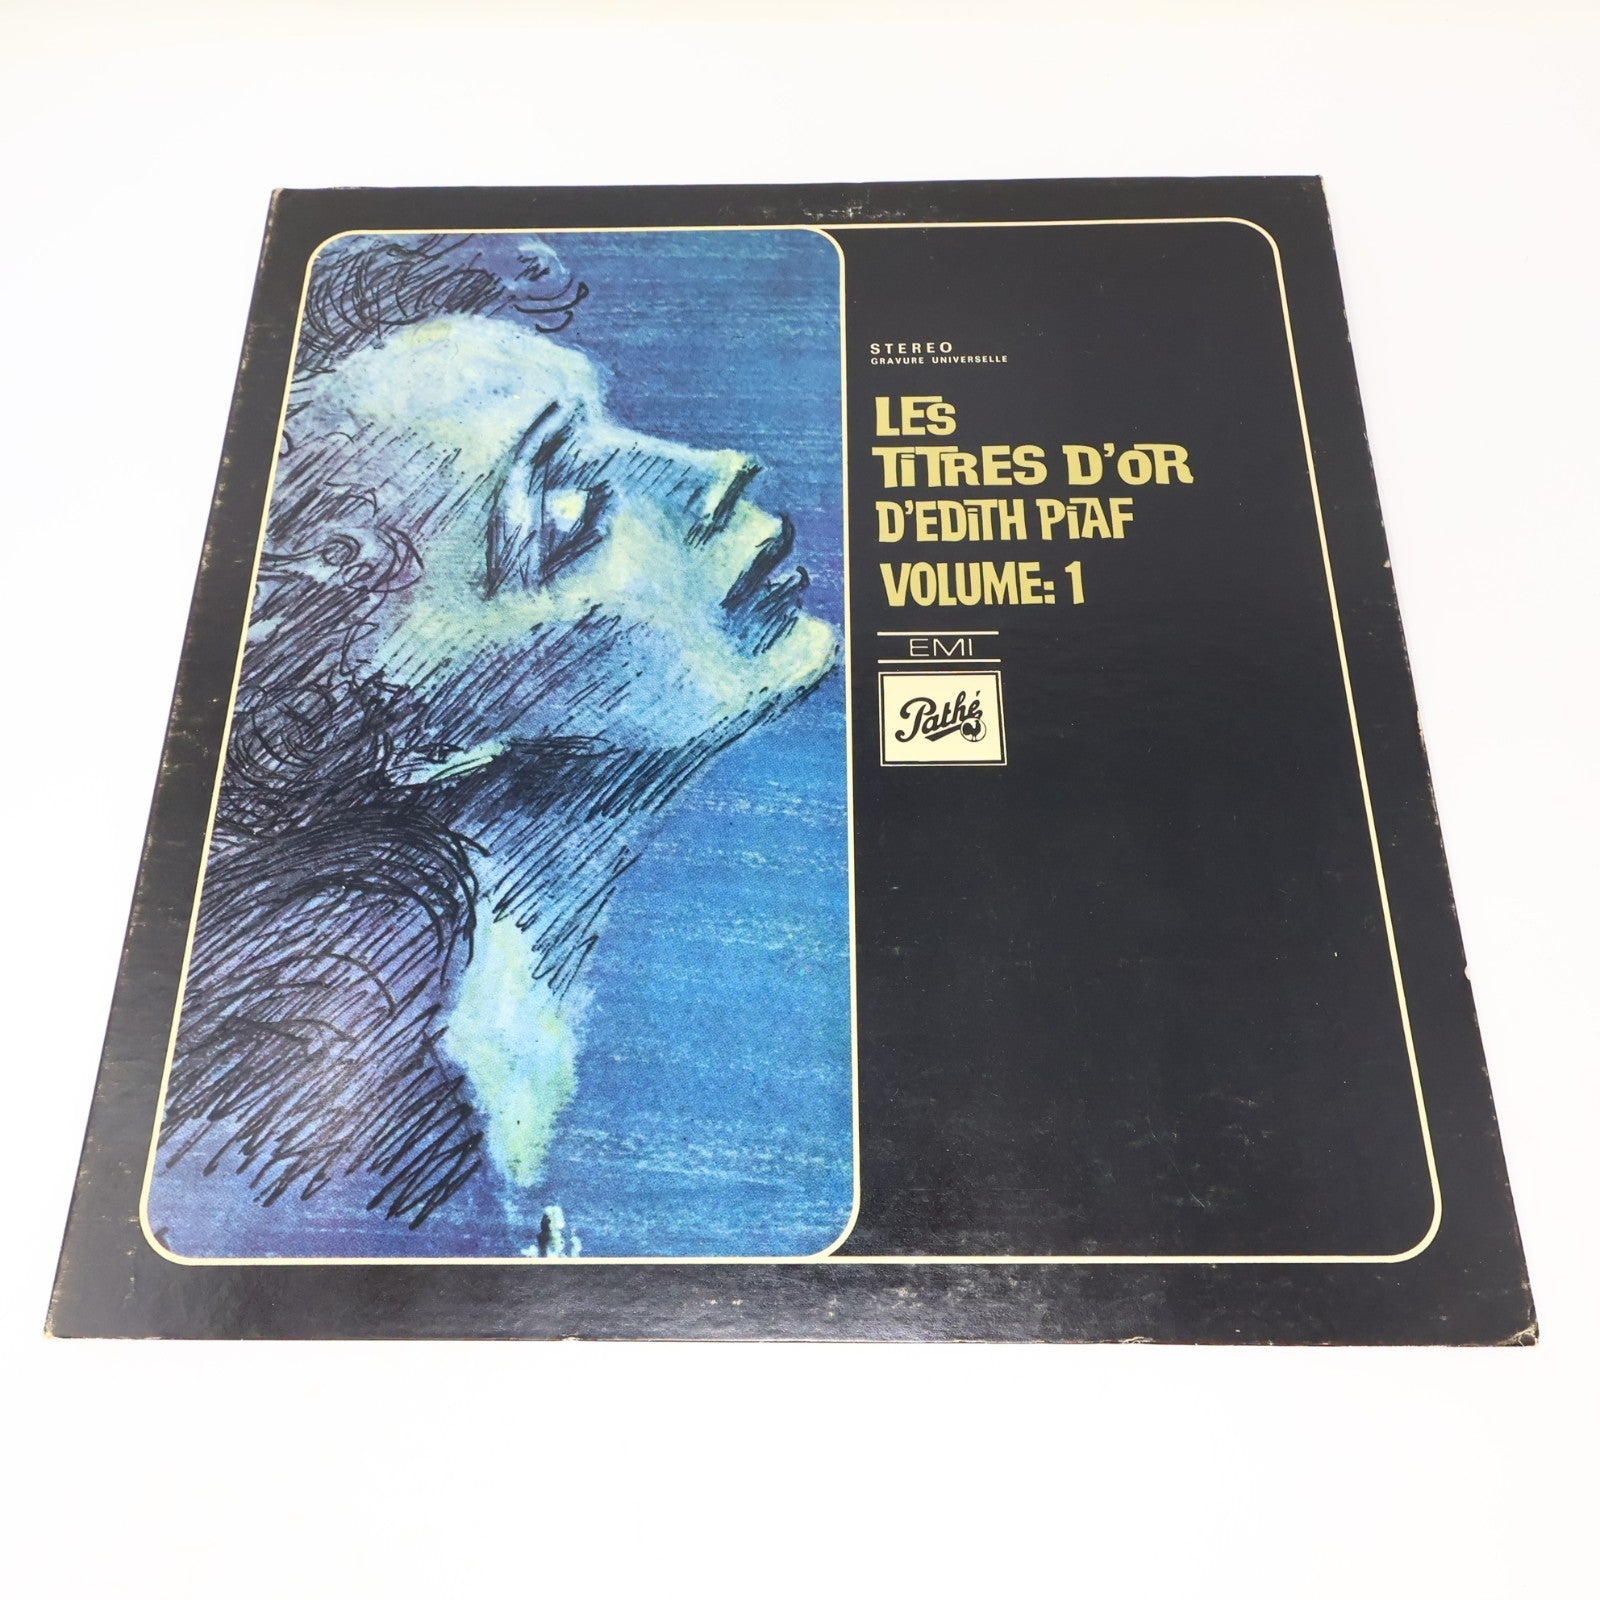 STEREO
GRAVURE UNIVERSELLE
LES
TiTRES D'oR
D'EDiTH PiAF
VOLUME: 1
EMI
Pathé